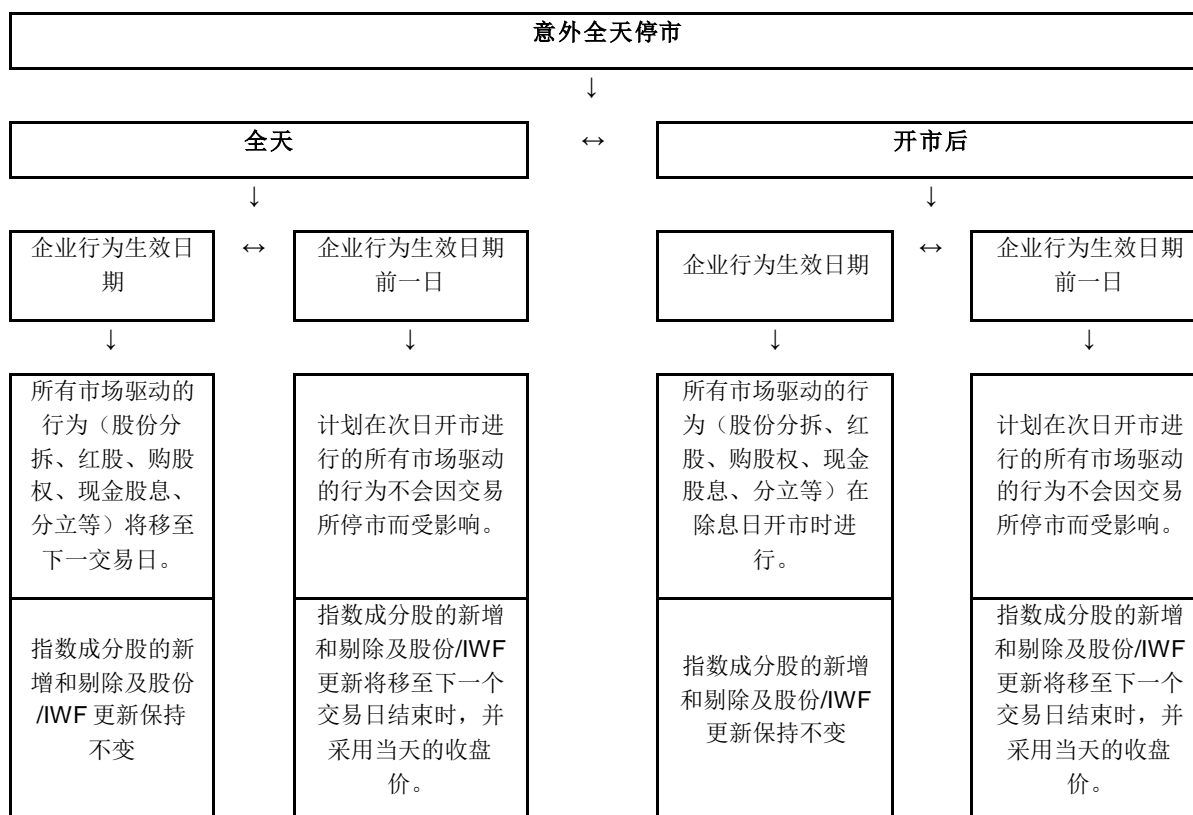 意外全天停市
↓
全天
↔
开市后
↓
↓
企业行为生效日
期
↔
企业行为生效日期
前一日
企业行为生效日期
↔
企业行为生效日期
前一日
↓
↓
↓
↓
所有市场驱动的
行为（股份分
拆、红股、购股
权、现金股息、
分立等）将移至
下一交易日。
计划在次日开市进
行的所有市场驱动
的行为不会因交易
所停市而受影响。
所有市场驱动的行
为（股份分拆、红
股、购股权、现金
股息、分立等）在
除息日开市时进
行。
计划在次日开市进
行的所有市场驱动
的行为不会因交易
所停市而受影响。
指数成分股的新
增和剔除及股份
/IWF 更新保持
不变
指数成分股的新增
和剔除及股份/IWF
更新将移至下一个
交易日结束时，并
采用当天的收盘
价。
指数成分股的新增
和剔除及股份/IWF
更新保持不变
指数成分股的新增
和剔除及股份/IWF
更新将移至下一个
交易日结束时，并
采用当天的收盘
价。